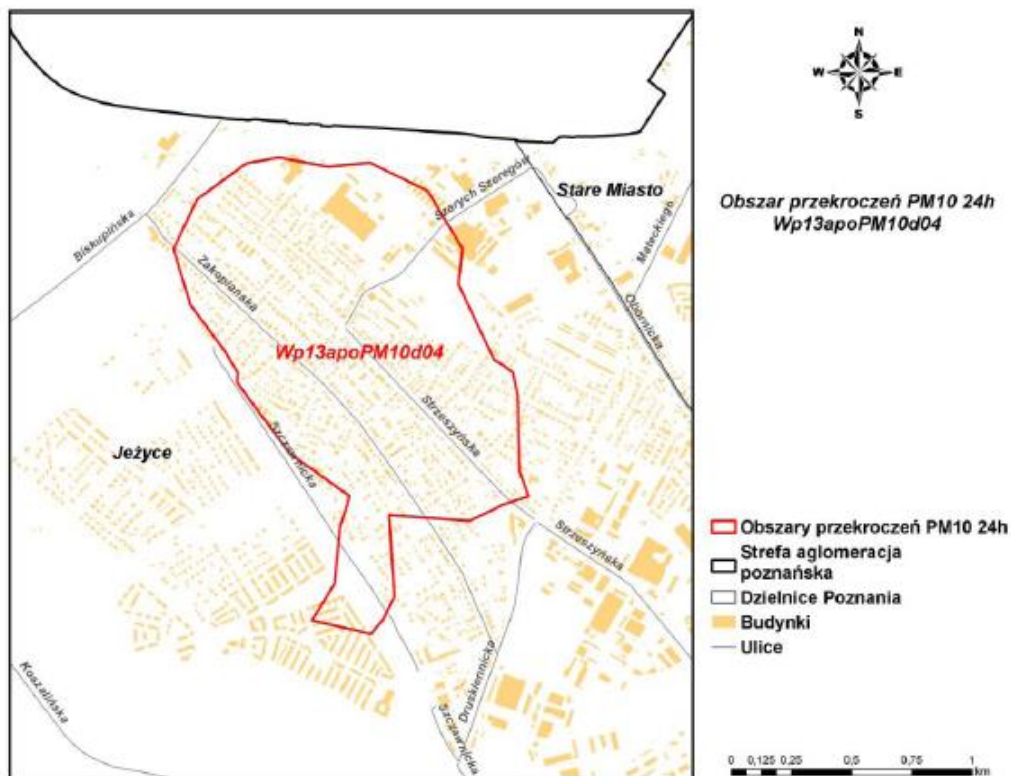 N
W E
S
Obszar przekroczeń PM10 24h
Wp13apoPM10d04
Stare Miasto
Szarych Szeregów
Małeckiego
Biskupińska
Zakopiańska
Obornicka
Wp13apoPM10d04
Strzeszyńska
Jeżyce
Szczawnicka
Strzeszyńska
Druskiennicka
Koszalińska
Szczawnicka
Obszary przekroczeń PM10 24h
Strefa aglomeracja
poznańska
Dzielnice Poznania
Budynki
Ulice
0 0,125 0,25 0,5 0,75 1
km